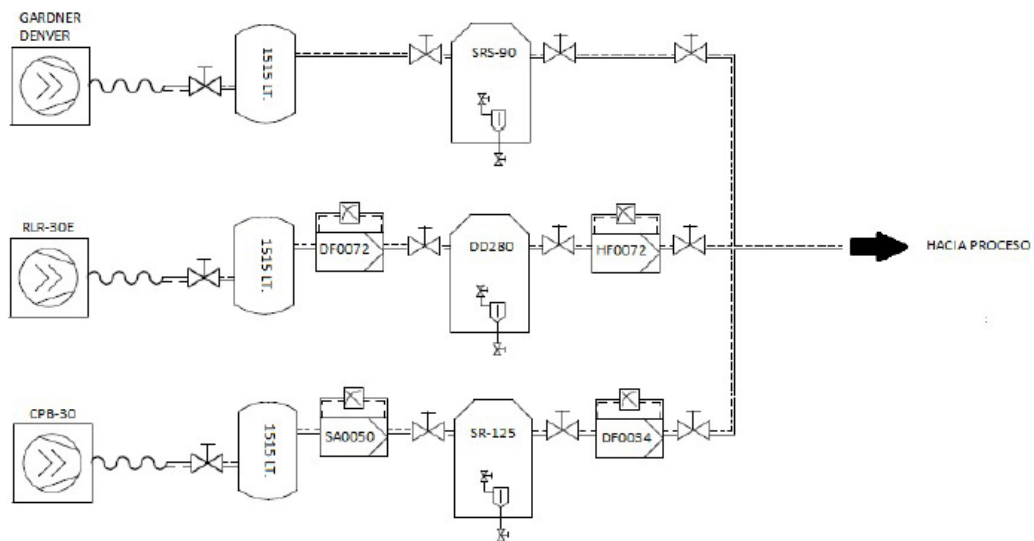 GARDNER
DENVER
1515 LT.
SRS-90
RLR-30E
1515 LT.
DF0072
DD280
HF0072
HACIA PROCESO
CPB-30
1515 LT.
SA0050
SR-125
DF0034